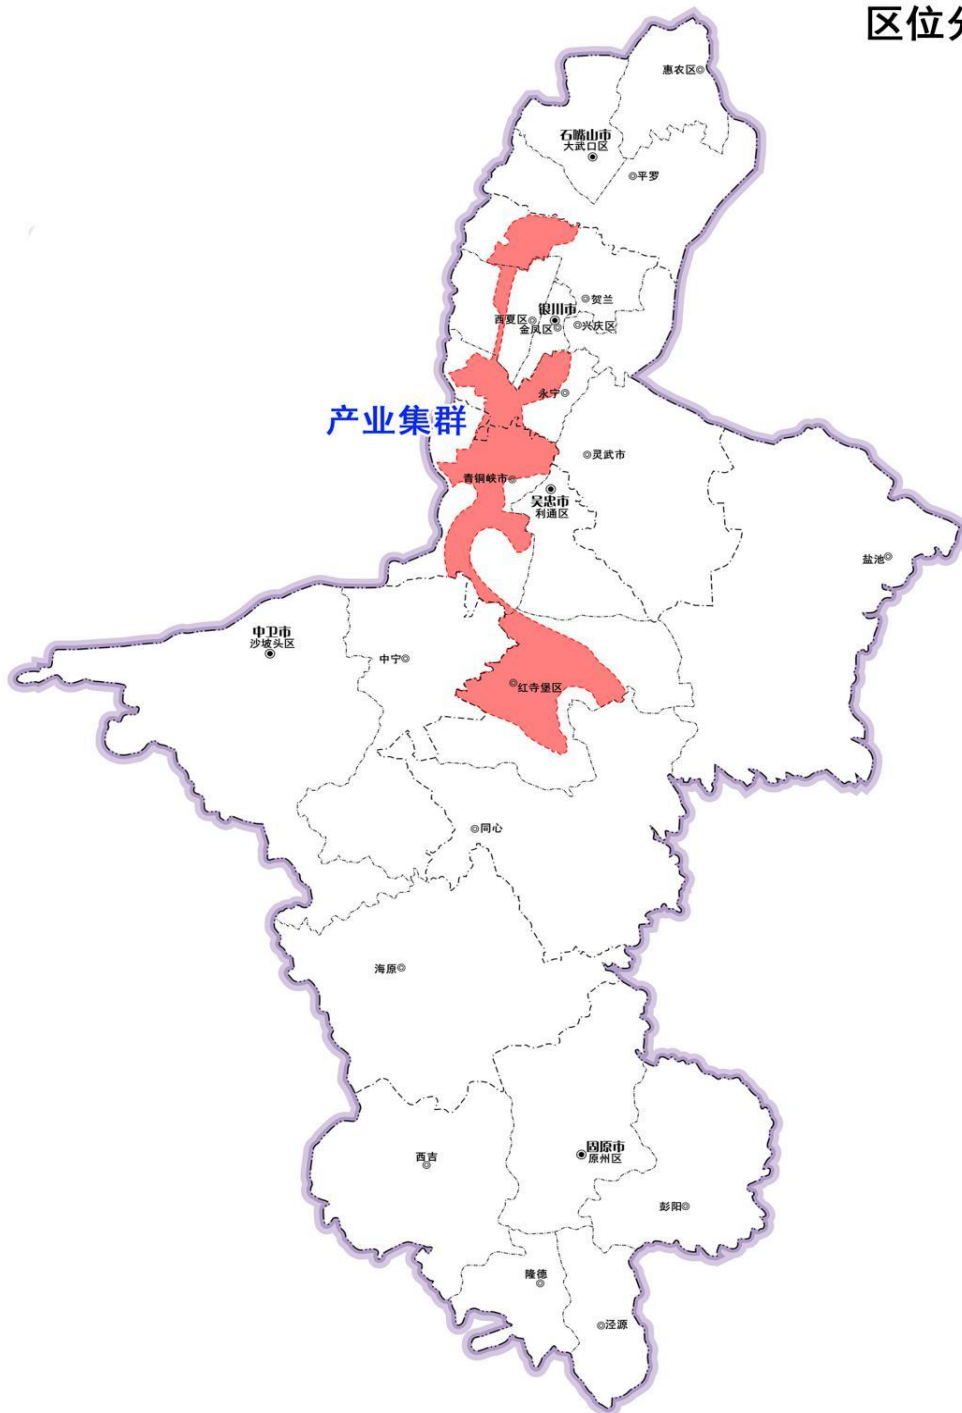 区位分
惠农区
石嘴山市
大武口区
平罗
贺兰
银川市
西夏区
金凤区
兴庆区
永宁
产业集群
灵武市
青铜峡市
吴忠市
利通区
盐池
中卫市
沙坡头区
中宁
红寺堡区
同心
海原
固原市
原州区
西吉
彭阳
隆德
泾源